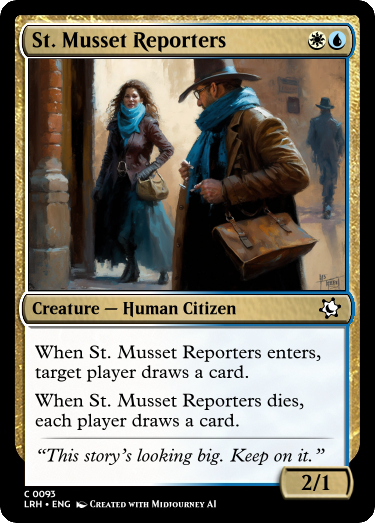 St. Musset Reporters
Creature — Human Citizen
When St. Musset Reporters enters,
target player draws a card.
When St. Musset Reporters dies,
each player draws a card.
“This story’s looking big. Keep on it.”
2/1
C 0093
LRH • ENG Created with Midjourney AI